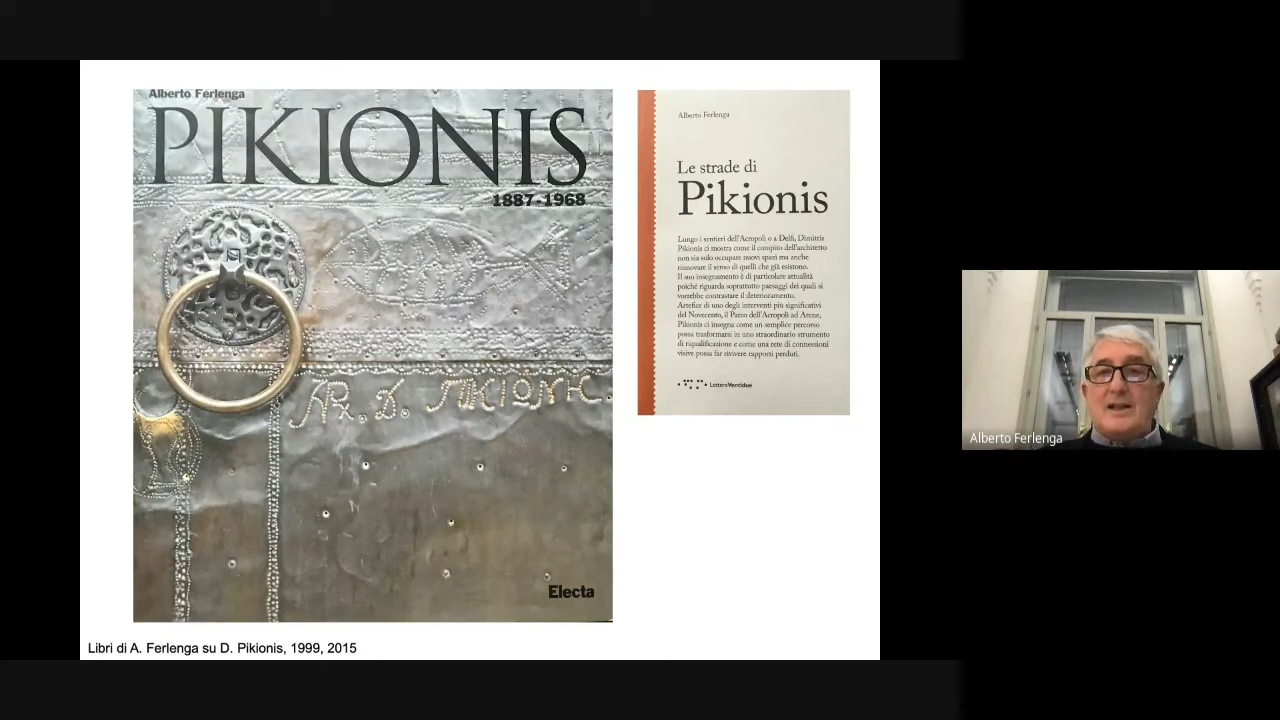 Alberto Ferlenga
PIKIONIS
1887-1968
ΑΡχ. Δ. ΠΙΚΙΩΝΗΣ.
Electa
Alberto Ferlenga
Le strade di
Pikionis
Lungo i sentieri dell'Acropoli o a Delfi, Dimitris
Pikionis ci mostra come il compito dell'architetto
non sia solo occupare nuovi spazi ma anche
rinnovare il senso di quelli che già esistono.
Il suo insegnamento è di particolare attualità
poiché riguarda soprattutto paesaggi dei quali si
vorrebbe contrastare il deterioramento.
Artefice di uno degli interventi più significativi
del Novecento, il Parco dell'Acropoli ad Atene,
Pikionis ci insegna come un semplice percorso
possa trasformarsi in uno straordinario strumento
di riqualificazione e come una rete di connessioni
visive possa far rivivere rapporti perduti.
LetteraVentidue
Libri di A. Ferlenga su D. Pikionis, 1999, 2015
Alberto Ferlenga